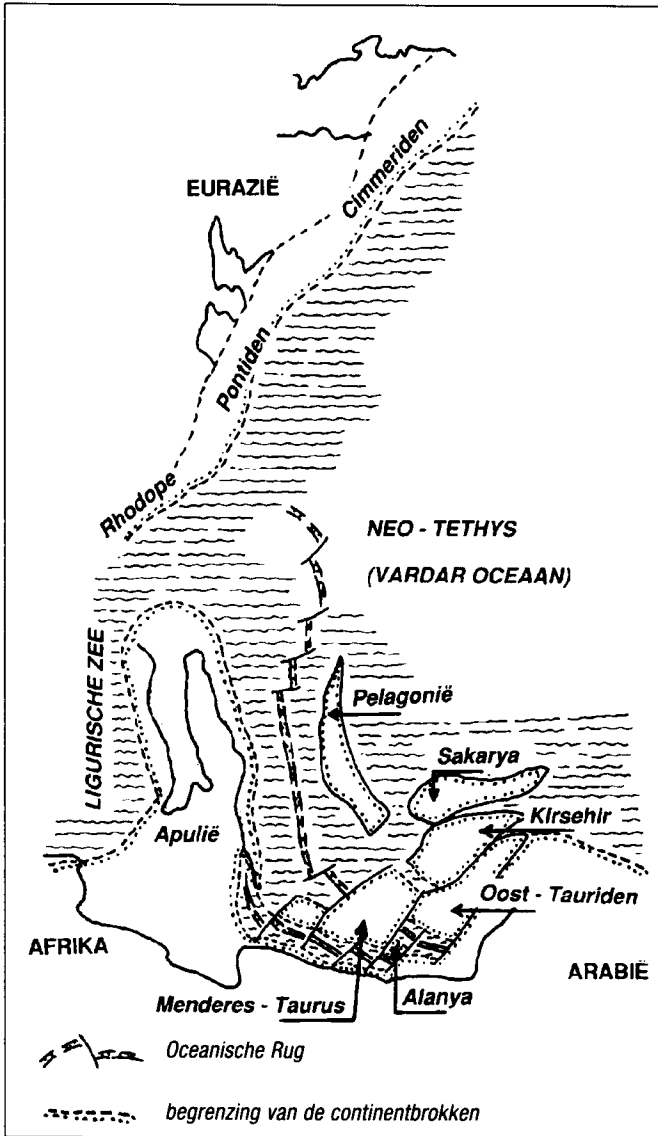 EURAZIË
Cimmeriden
Pontiden
Rhodope
NEO - TETHYS
(VARDAR OCEAAN)
LIGURISCHE ZEE
Pelagonië
Sakarya
Kirsehir
Apulië
Oost - Tauriden
AFRIKA
ARABIË
Menderes - Taurus
Alanya
Oceanische Rug
begrenzing van de continentbrokken